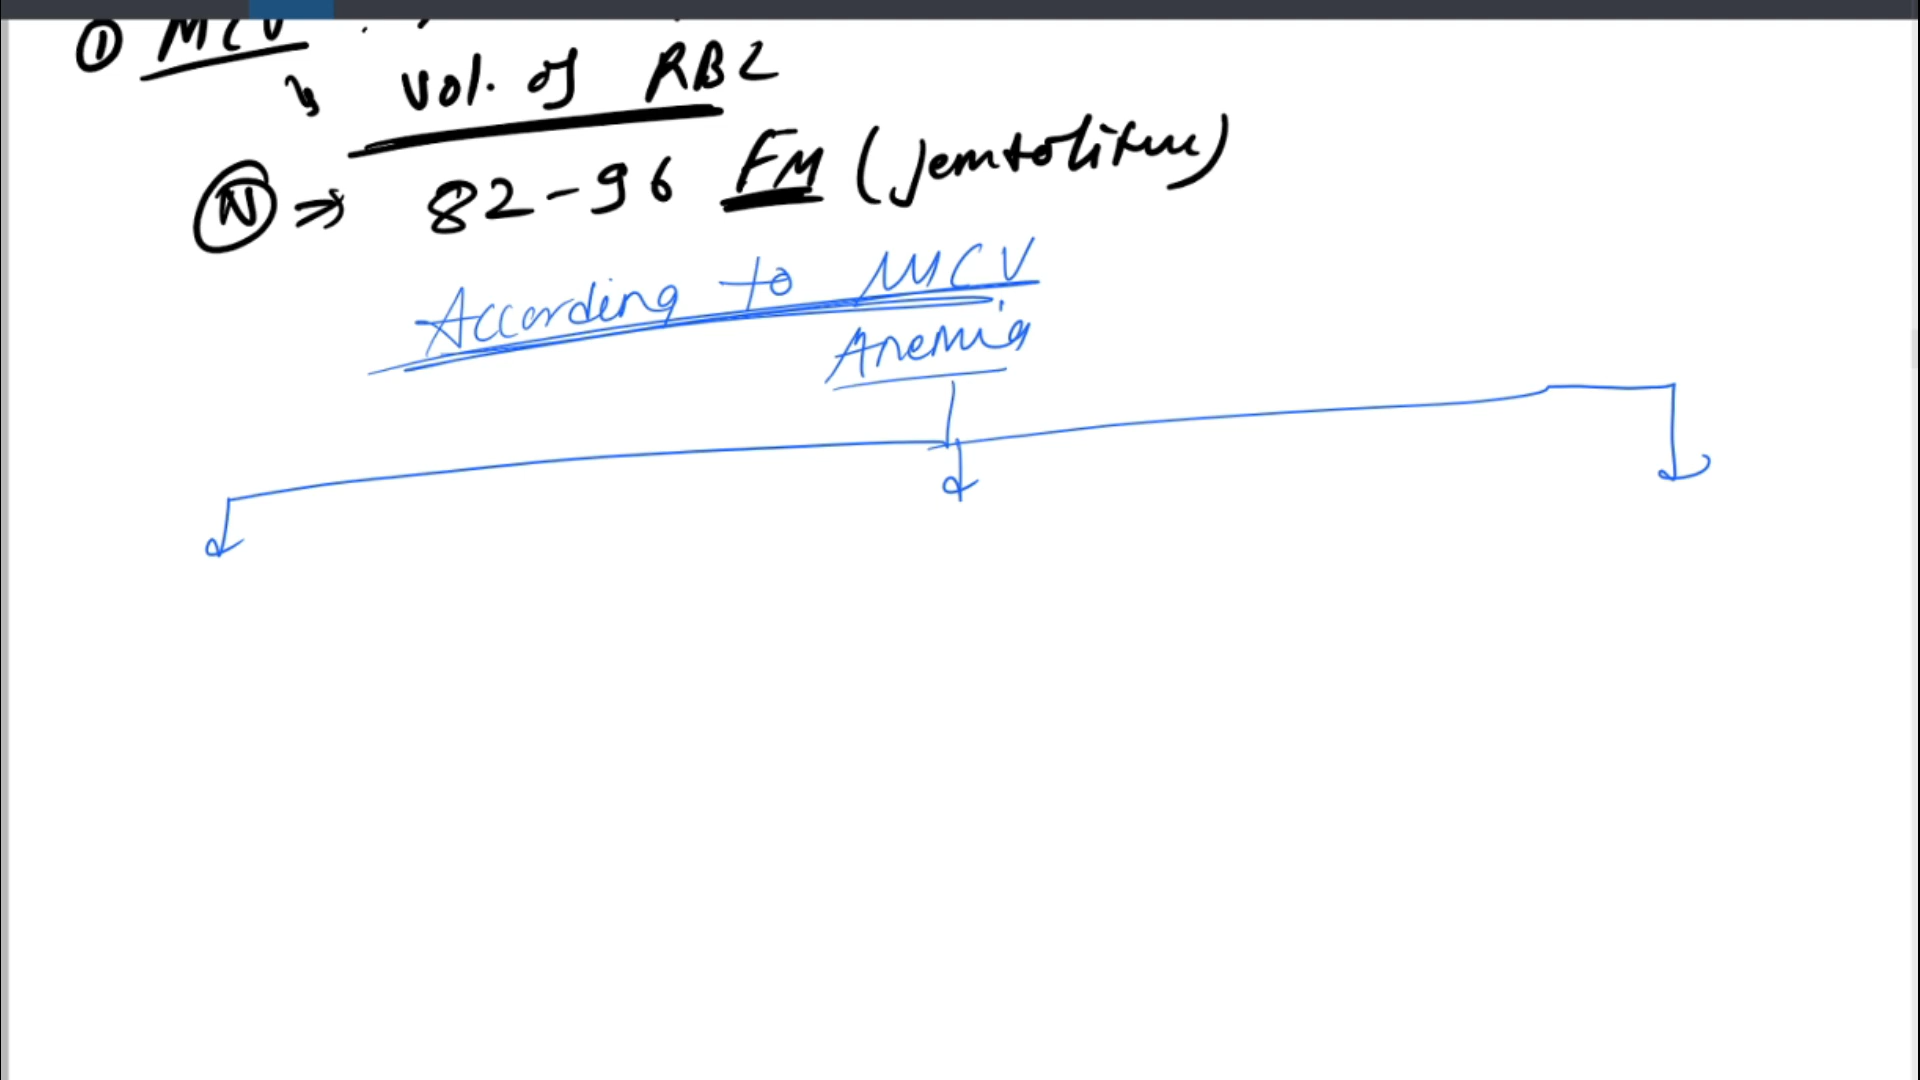 ① MCV
Vol. of RBC
Ⓝ ⇒ 82-96 FM (femtolitre)
According to MCV
Anemia